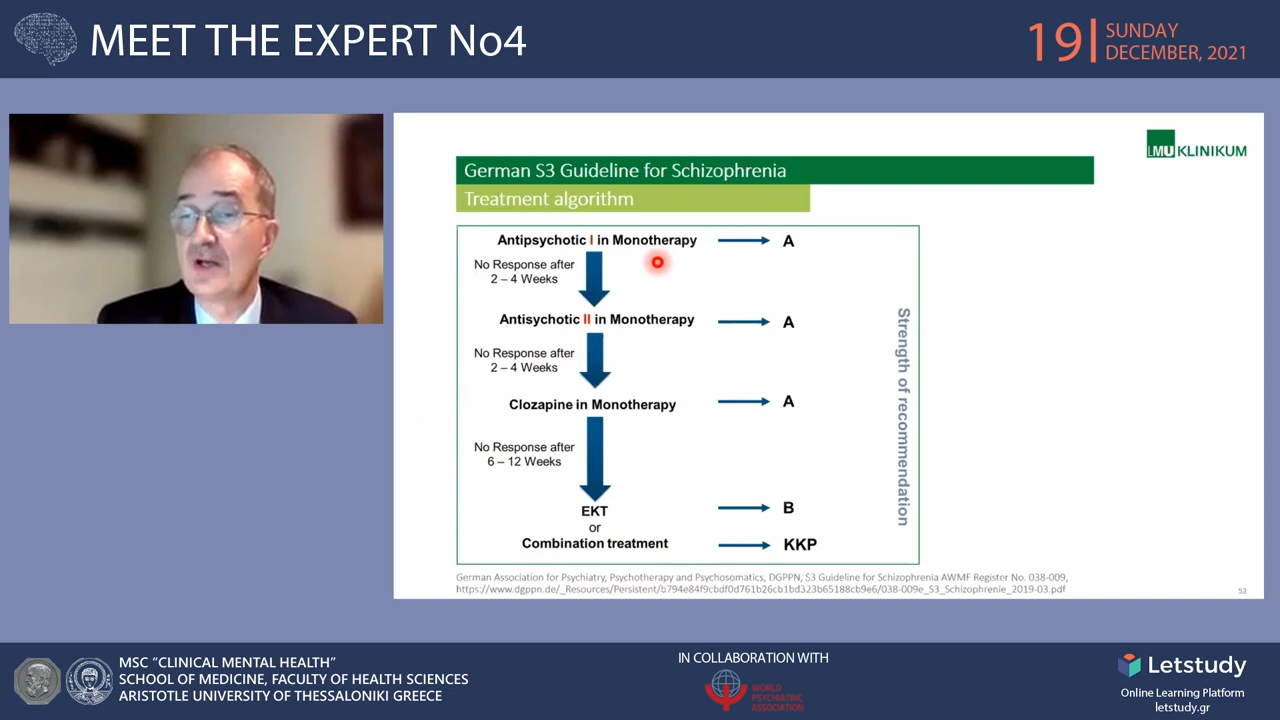 MEET THE EXPERT No4
19
SUNDAY
DECEMBER, 2021
LMU KLINIKUM
German S3 Guideline for Schizophrenia
Treatment algorithm
Antipsychotic I in Monotherapy
A
No Response after
2 – 4 Weeks
Antisychotic II in Monotherapy
A
No Response after
2 – 4 Weeks
Clozapine in Monotherapy
A
No Response after
6 – 12 Weeks
EKT
B
or
Combination treatment
KKP
Strength of recommendation
German Association for Psychiatry, Psychotherapy and Psychosomatics, DGPPN, S3 Guideline for Schizophrenia AWMF Register No. 038-009,
https://www.dgppn.de/_Resources/Persistent/b794e84f9cbdf0d761b26cb1bd323b65188cb9e6/038-009e_S3_Schizophrenie_2019-03.pdf
53
MSC “CLINICAL MENTAL HEALTH”
SCHOOL OF MEDICINE, FACULTY OF HEALTH SCIENCES
ARISTOTLE UNIVERSITY OF THESSALONIKI GREECE
IN COLLABORATION WITH
WORLD
PSYCHIATRIC
ASSOCIATION
Letstudy
Online Learning Platform
letstudy.gr